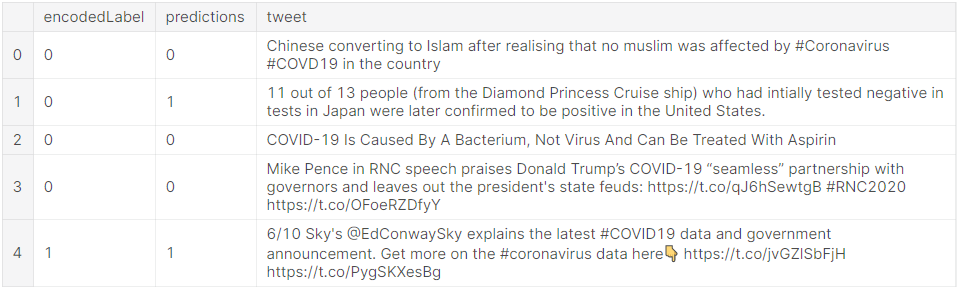 encodedLabel predictions tweet
0 0 0 Chinese converting to Islam after realising that no muslim was affected by #Coronavirus
#COVD19 in the country
1 0 1 11 out of 13 people (from the Diamond Princess Cruise ship) who had intially tested negative in
tests in Japan were later confirmed to be positive in the United States.
2 0 0 COVID-19 Is Caused By A Bacterium, Not Virus And Can Be Treated With Aspirin
3 0 0 Mike Pence in RNC speech praises Donald Trump’s COVID-19 “seamless” partnership with
governors and leaves out the president's state feuds: https://t.co/qJ6hSewtgB #RNC2020
https://t.co/OFoeRZDfyY
4 1 1 6/10 Sky's @EdConwaySky explains the latest #COVID19 data and government
announcement. Get more on the #coronavirus data here👇 https://t.co/jvGZlSbFjH
https://t.co/PygSKXesBg